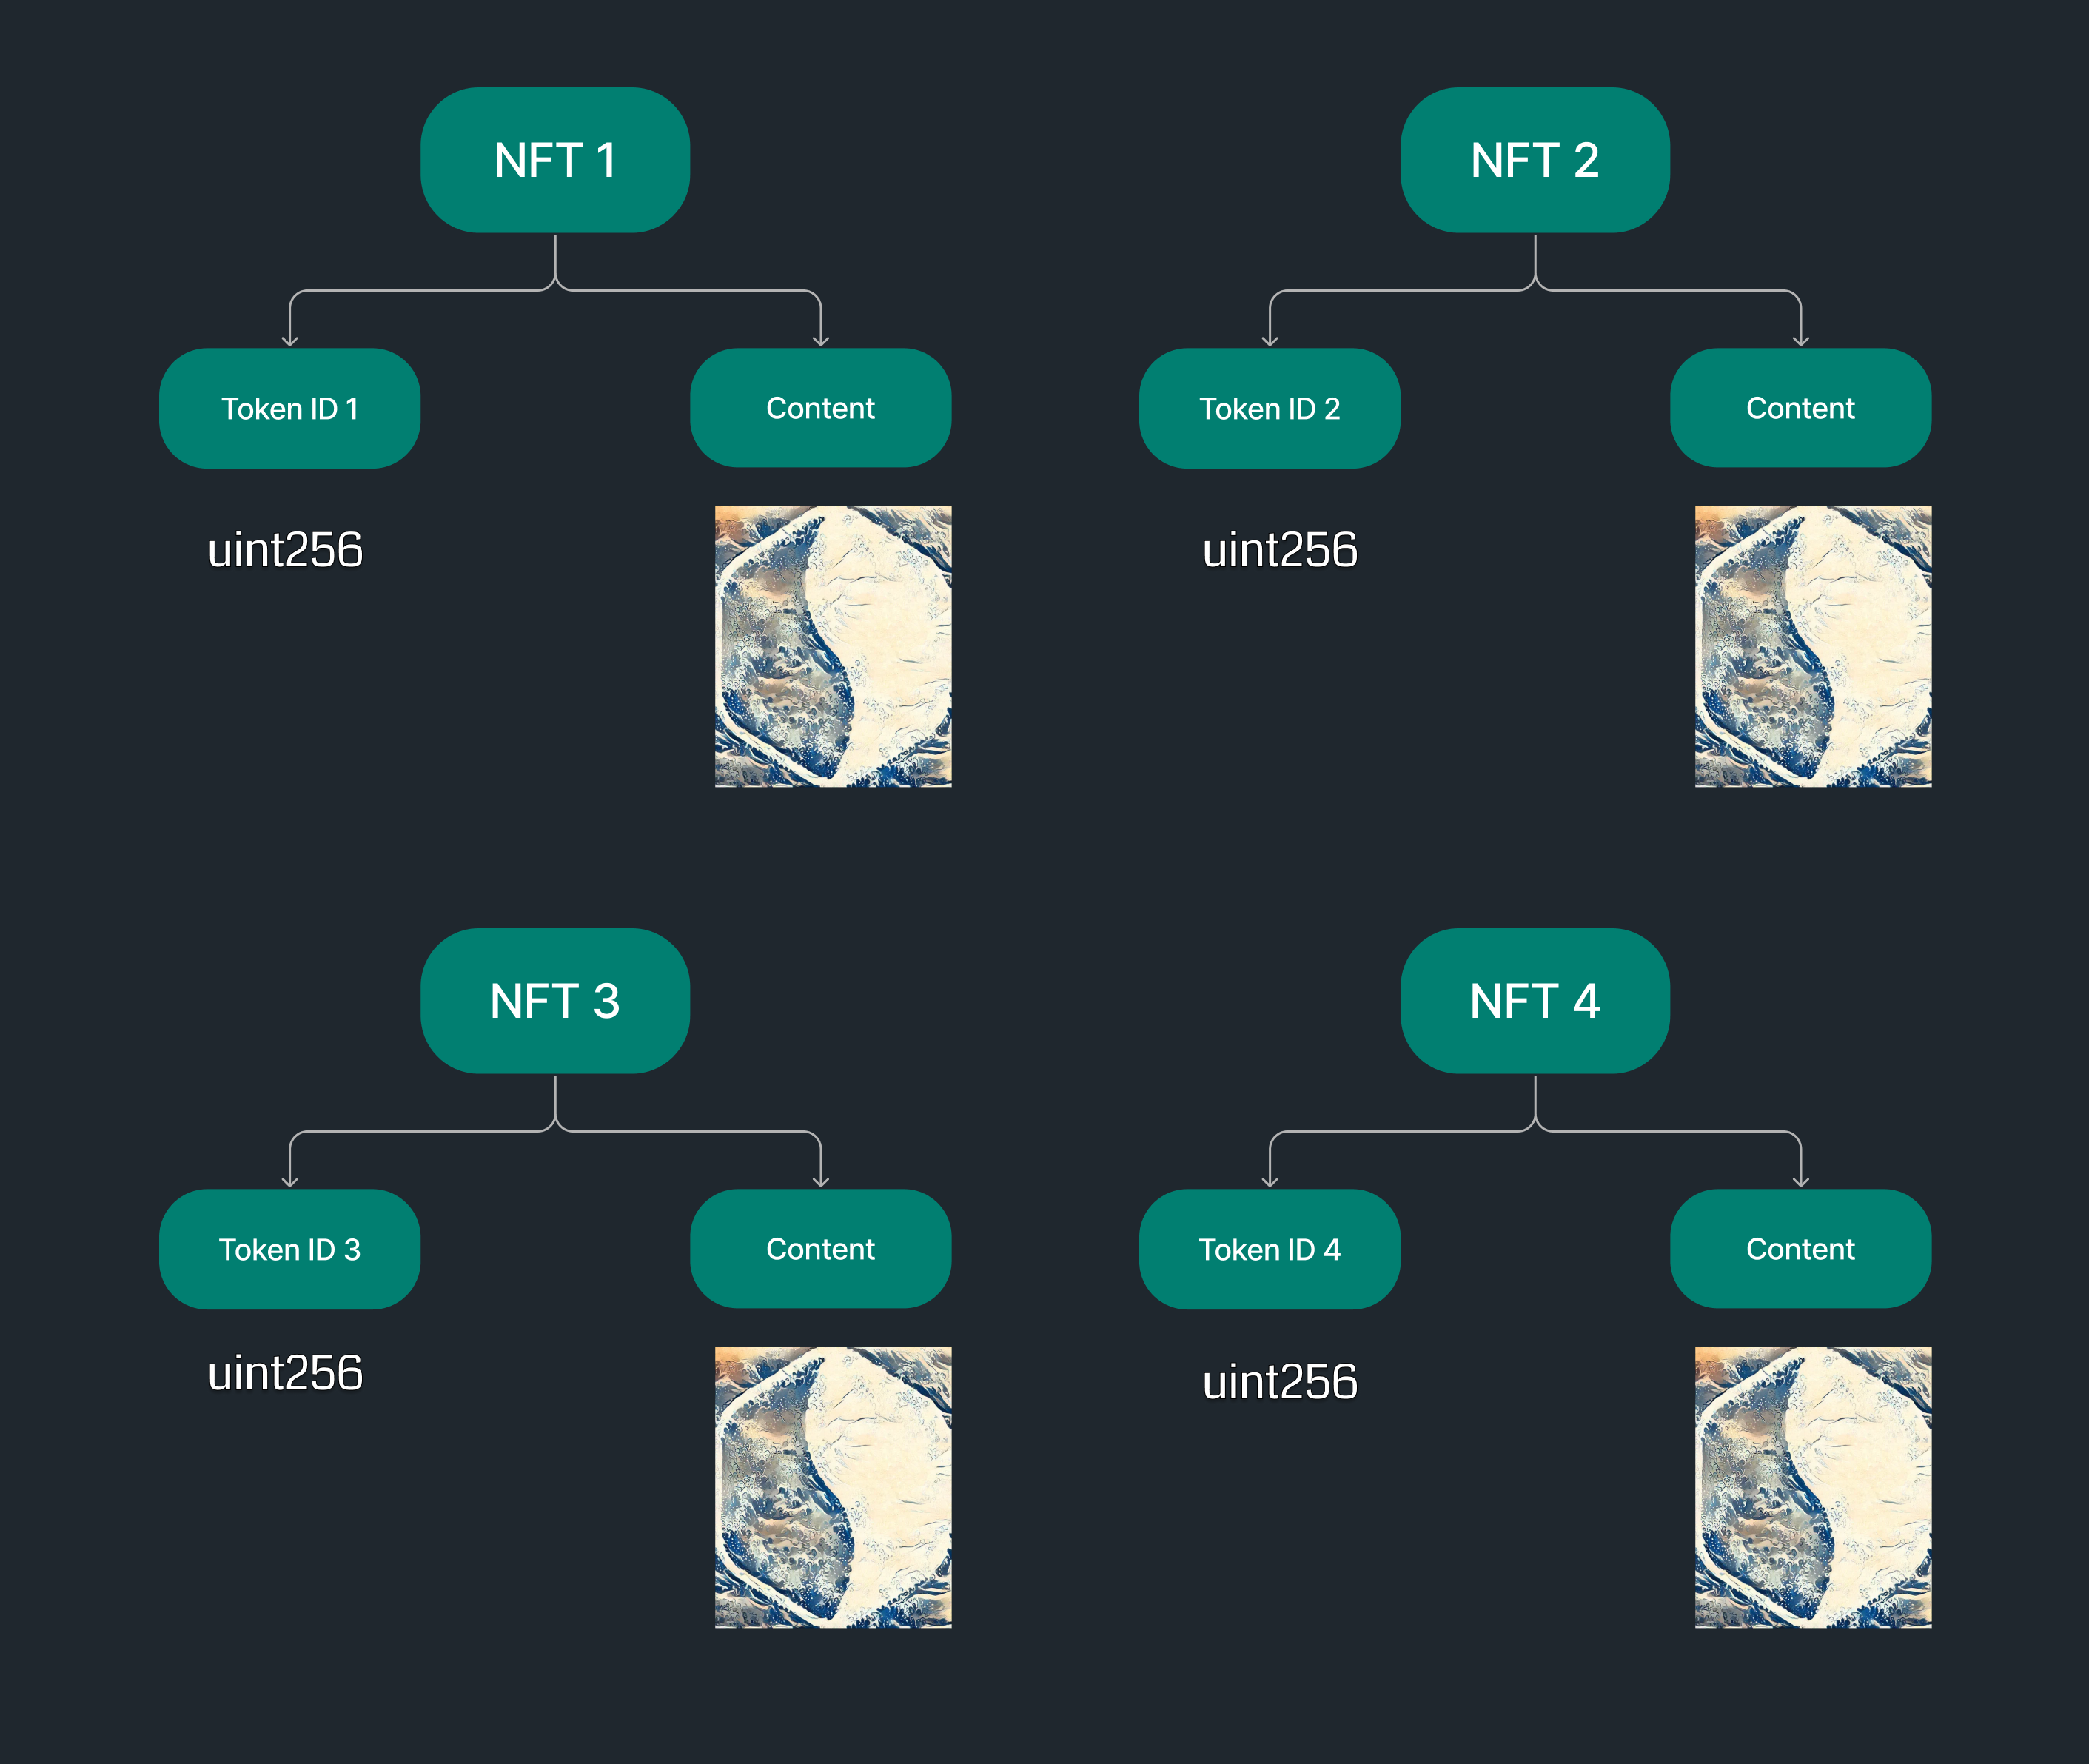 NFT 1
Token ID 1
Content
uint256
NFT 2
Token ID 2
Content
uint256
NFT 3
Token ID 3
Content
uint256
NFT 4
Token ID 4
Content
uint256